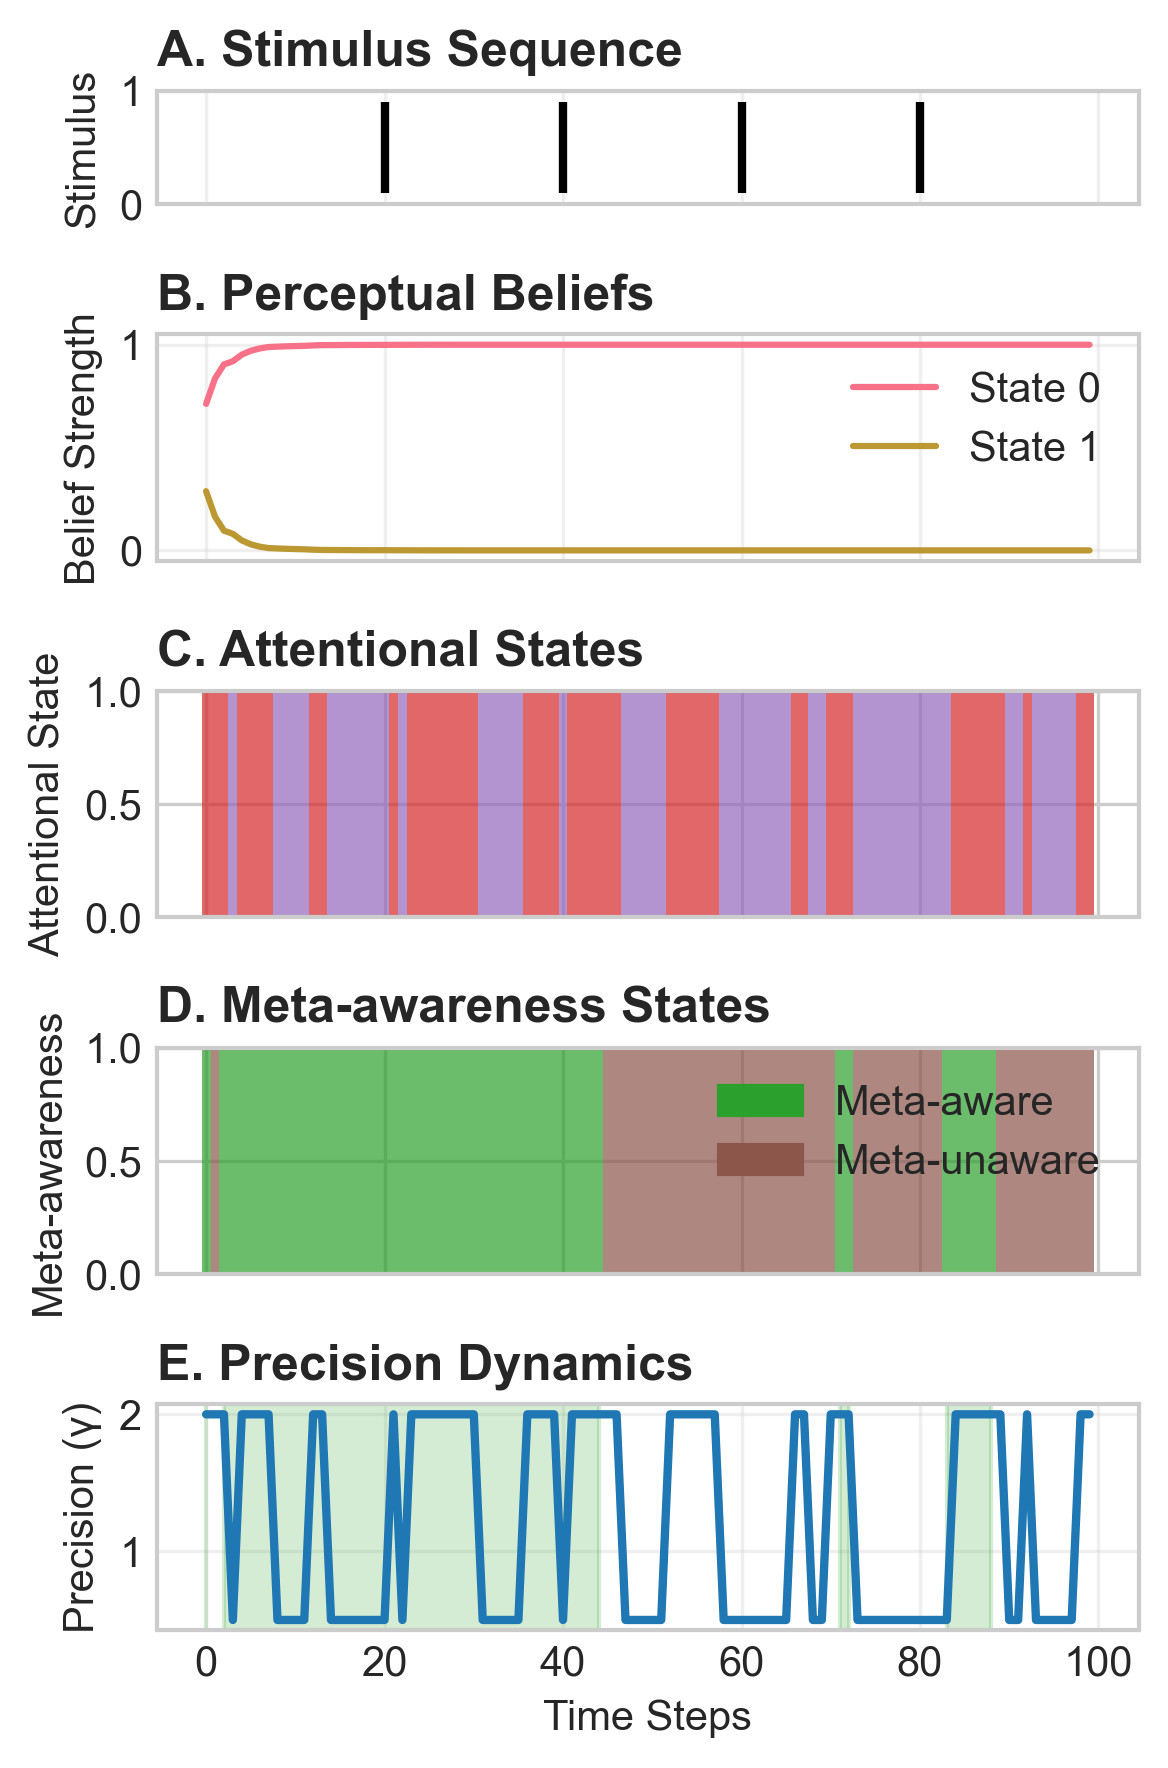 A. Stimulus Sequence
Stimulus
1
0
B. Perceptual Beliefs
Belief Strength
1
0
State 0
State 1
C. Attentional States
Attentional State
1.0
0.5
0.0
D. Meta-awareness States
Meta-awareness
1.0
0.5
0.0
Meta-aware
Meta-unaware
E. Precision Dynamics
Precision (γ)
2
1
0 20 40 60 80 100
Time Steps